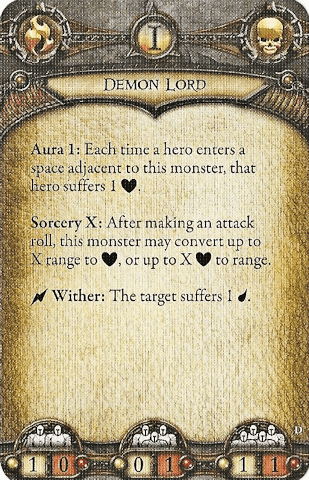 1
DEMON LORD
Aura 1: Each time a hero enters a
space adjacent to this monster, that
hero suffers 1 ♥.
Sorcery X: After making an attack
roll, this monster may convert up to
X range to ♥, or up to X ♥ to range.
Wither: The target suffers 1 .
D
1 0 0 1 1 1